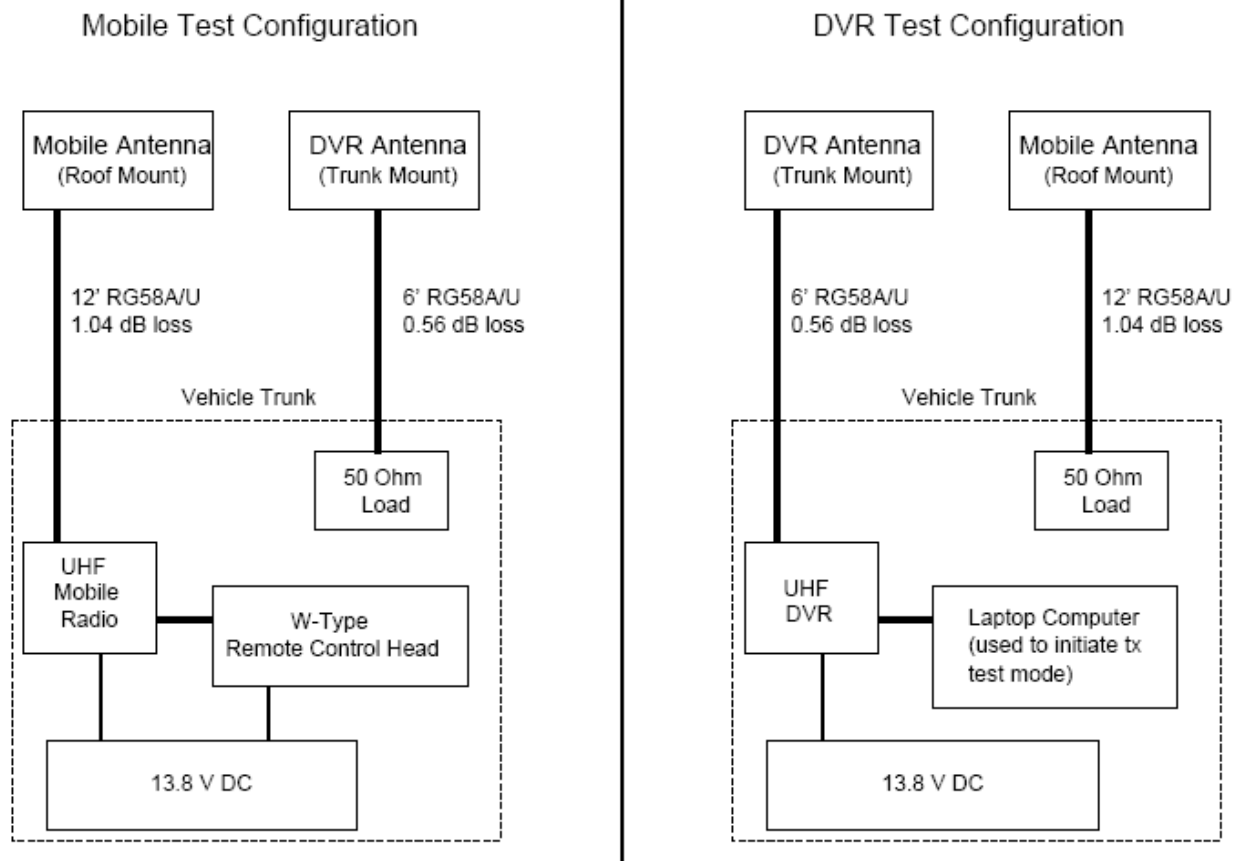 Mobile Test Configuration
Mobile Antenna
(Roof Mount)
DVR Antenna
(Trunk Mount)
12' RG58A/U
1.04 dB loss
6' RG58A/U
0.56 dB loss
Vehicle Trunk
50 Ohm
Load
UHF
Mobile
Radio
W-Type
Remote Control Head
13.8 V DC
DVR Test Configuration
DVR Antenna
(Trunk Mount)
Mobile Antenna
(Roof Mount)
6' RG58A/U
0.56 dB loss
12' RG58A/U
1.04 dB loss
Vehicle Trunk
50 Ohm
Load
UHF
DVR
Laptop Computer
(used to initiate tx
test mode)
13.8 V DC